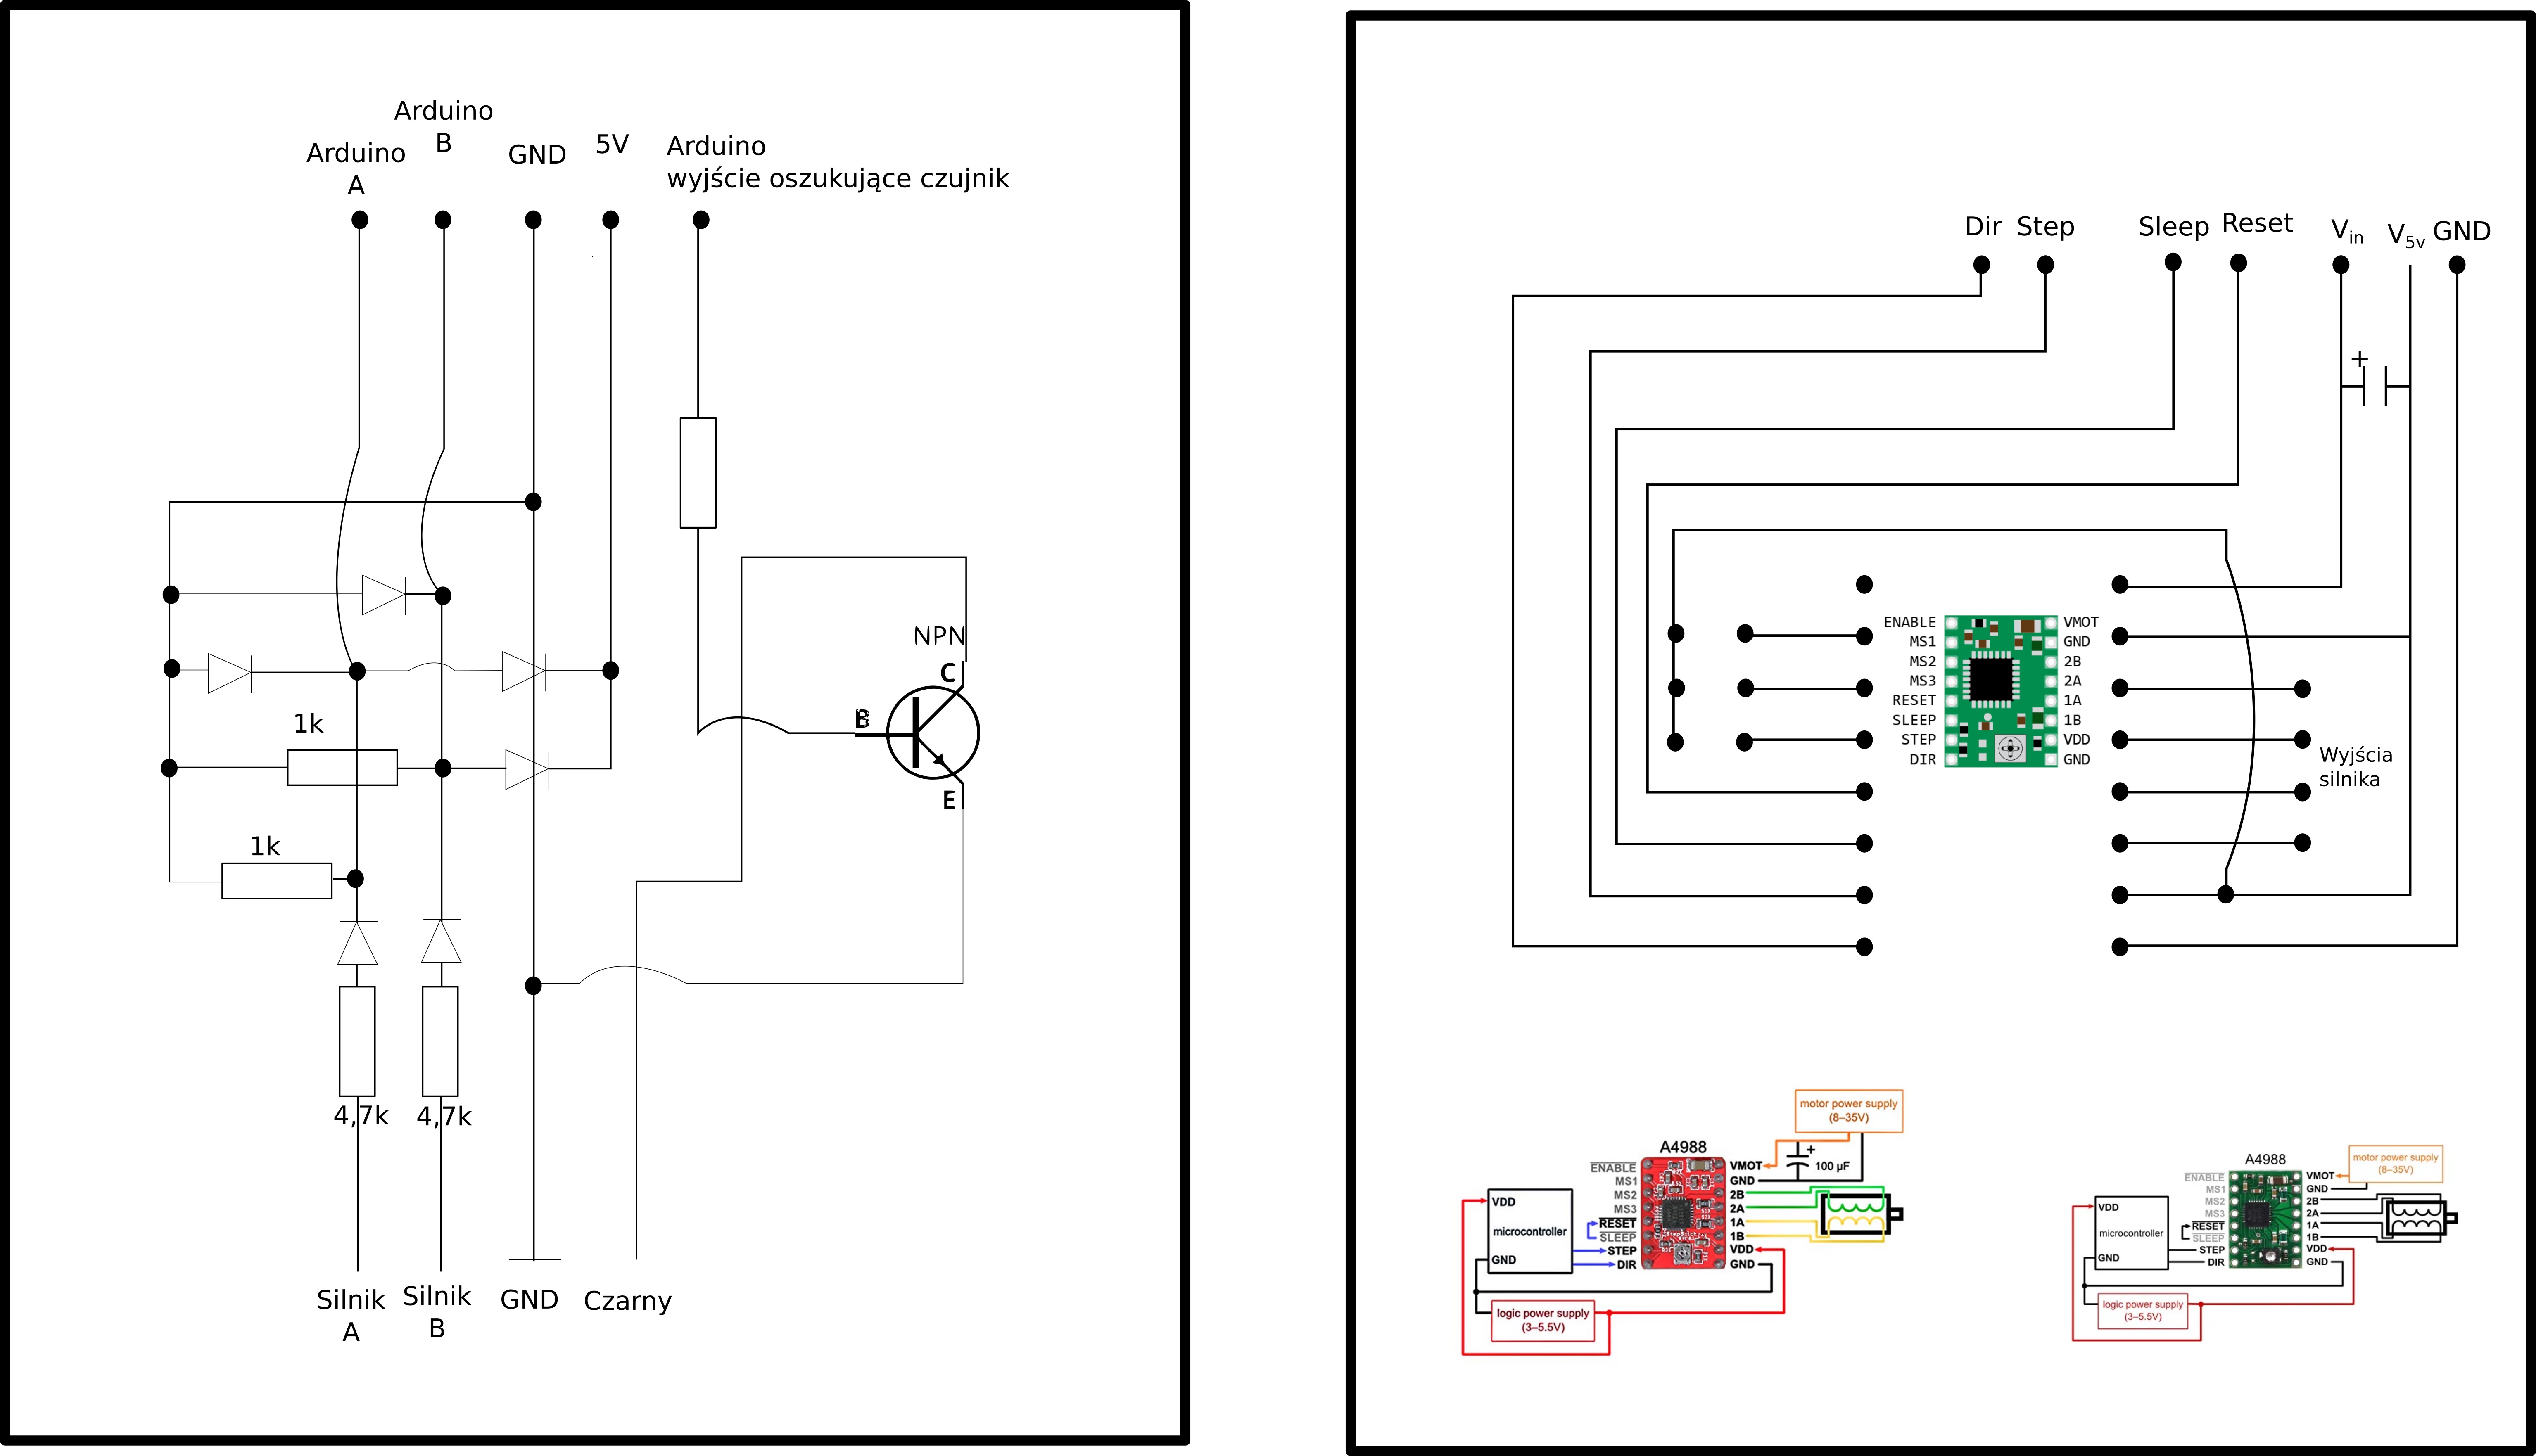 Arduino
A
Arduino
B
GND
5V
Arduino
wyjście oszukujące czujnik
NPN
C
B
E
1k
1k
4,7k
4,7k
Silnik
A
Silnik
B
GND
Czarny
Dir
Step
Sleep
Reset
Vin
V5v
GND
+
ENABLE
MS1
MS2
MS3
RESET
SLEEP
STEP
DIR
VMOT
GND
2B
2A
1A
1B
VDD
GND
Wyjścia
silnika
motor power supply
(8–35V)
A4988
+
100 µF
ENABLE
MS1
MS2
MS3
RESET
SLEEP
STEP
DIR
VMOT
GND
2B
2A
1A
1B
VDD
GND
VDD
microcontroller
GND
logic power supply
(3–5.5V)
motor power supply
(8–35V)
A4988
ENABLE
MS1
MS2
MS3
RESET
SLEEP
STEP
DIR
VMOT
GND
2B
2A
1A
1B
VDD
GND
VDD
microcontroller
GND
logic power supply
(3–5.5V)